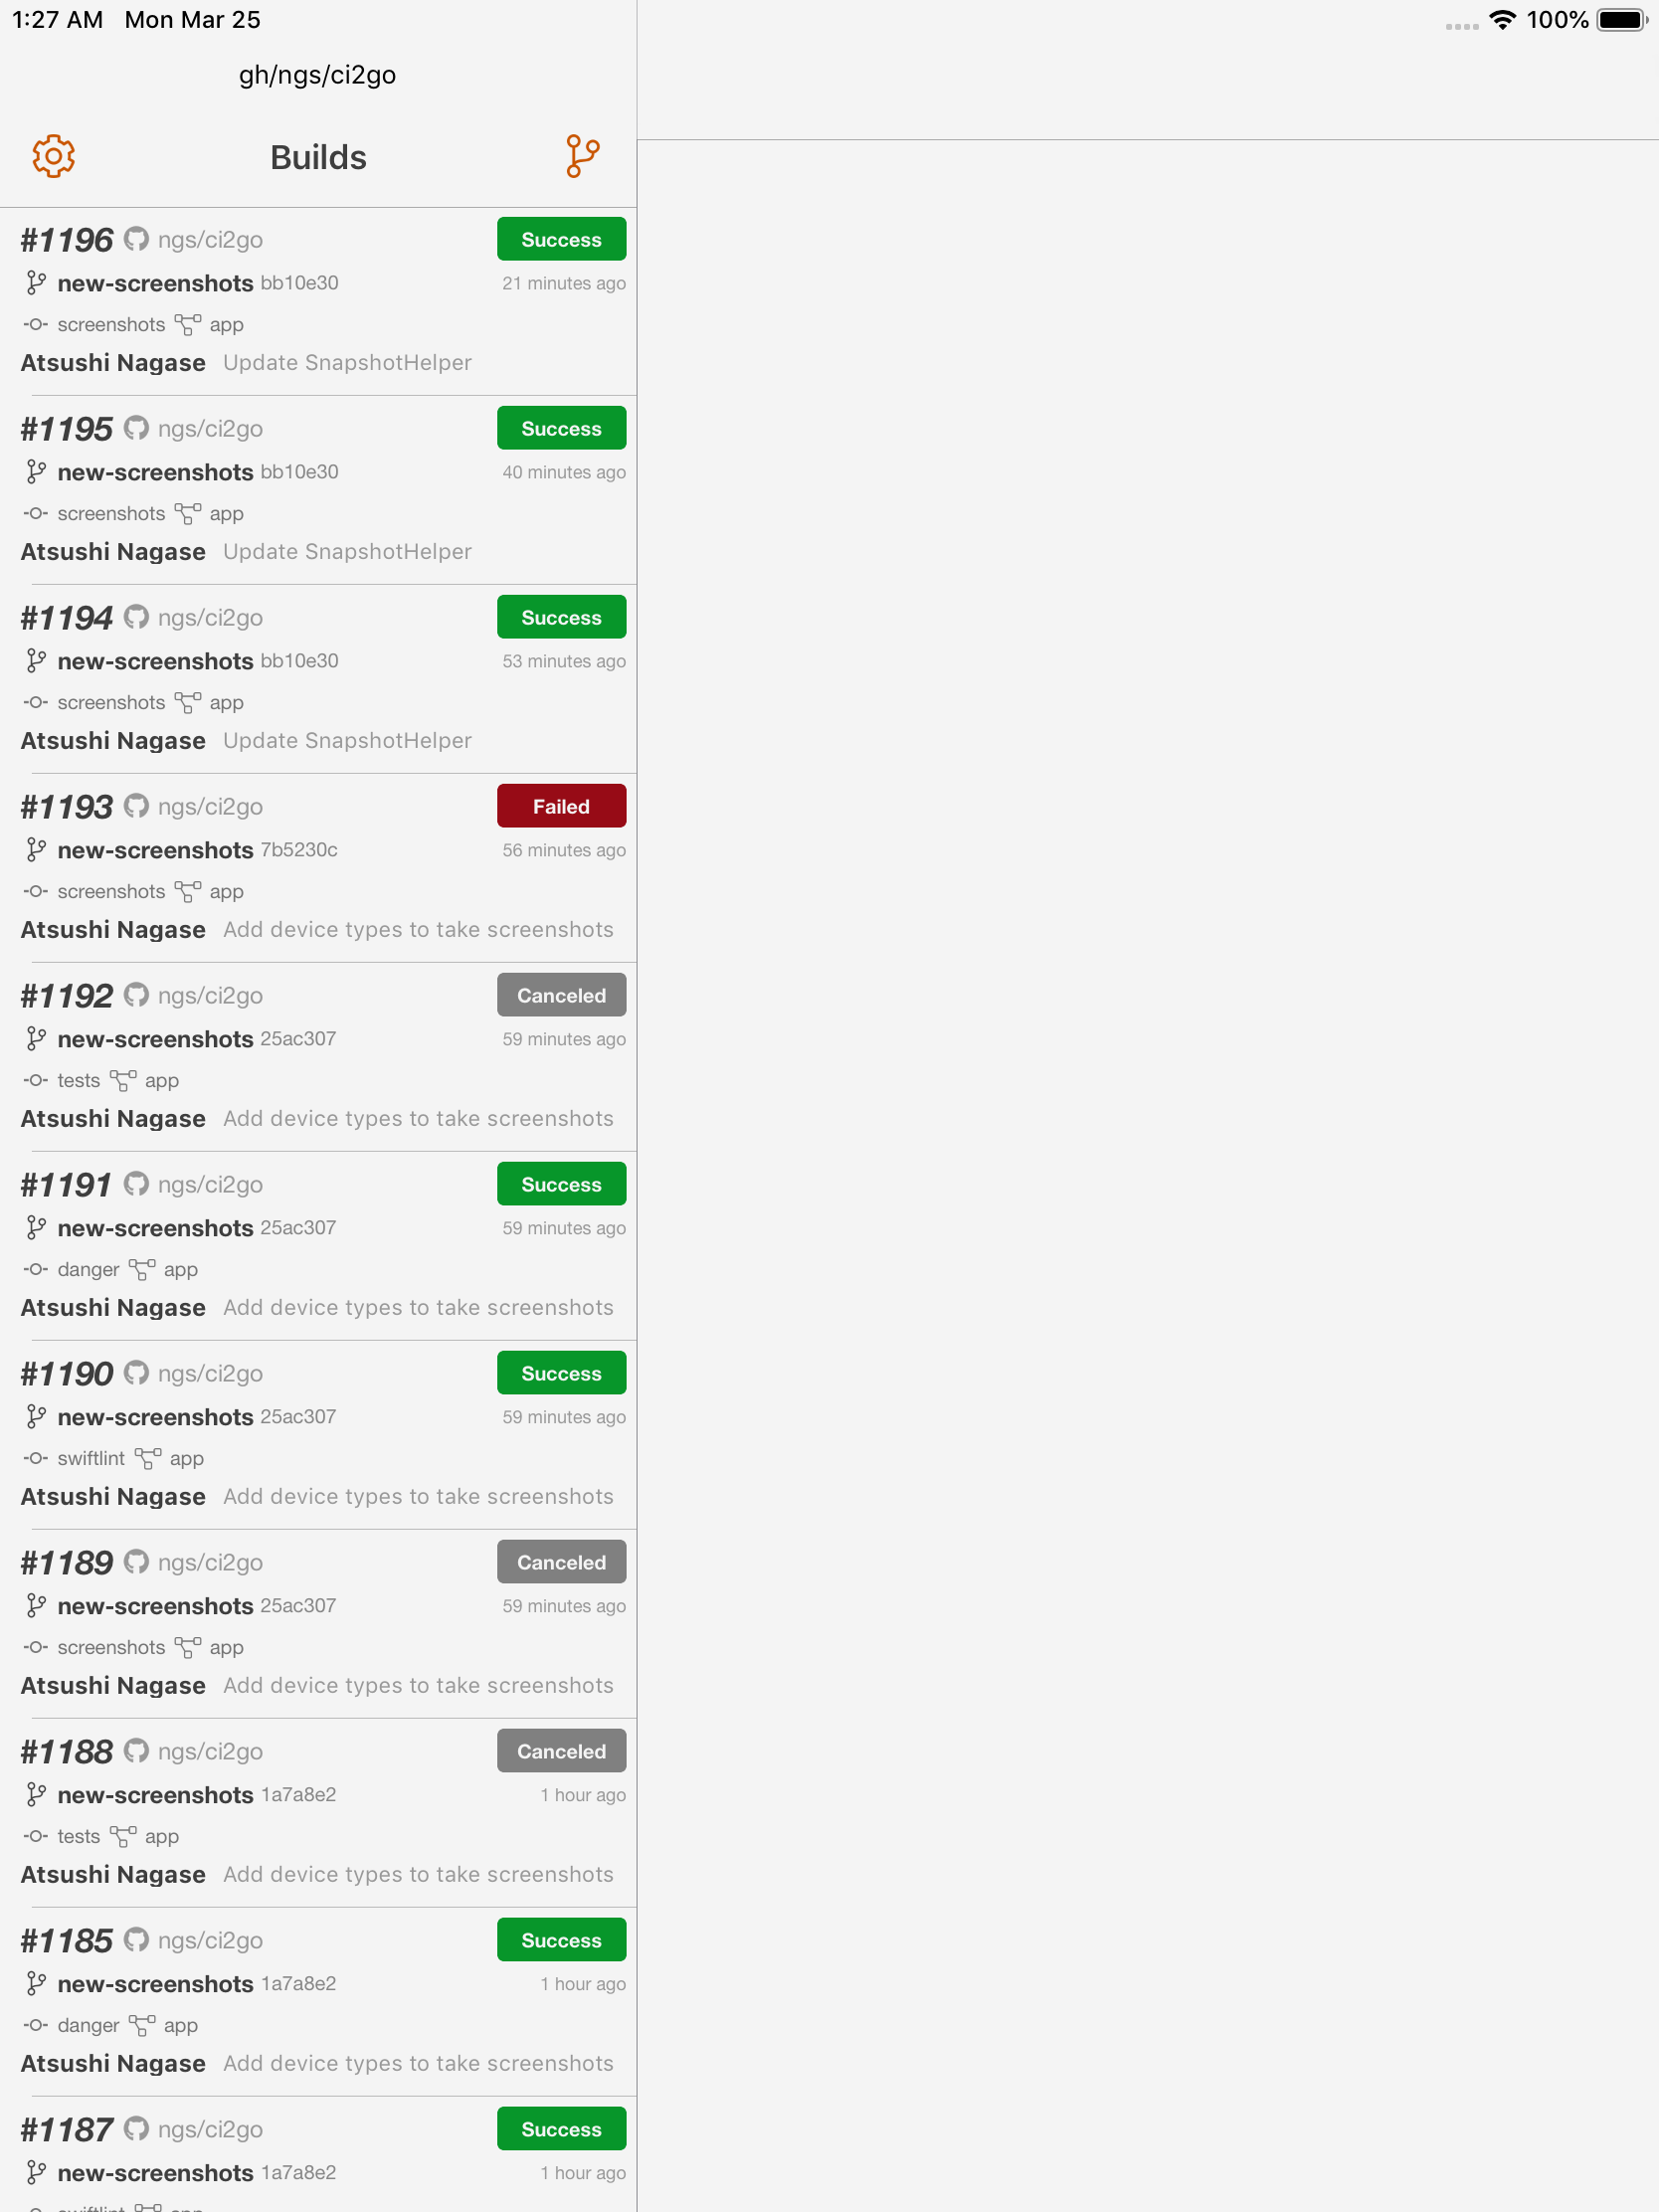 1:27 AM Mon Mar 25 100%
gh/ngs/ci2go
Builds
#1196 ngs/ci2go Success
new-screenshots bb10e30 21 minutes ago
screenshots app
Atsushi Nagase Update SnapshotHelper
#1195 ngs/ci2go Success
new-screenshots bb10e30 40 minutes ago
screenshots app
Atsushi Nagase Update SnapshotHelper
#1194 ngs/ci2go Success
new-screenshots bb10e30 53 minutes ago
screenshots app
Atsushi Nagase Update SnapshotHelper
#1193 ngs/ci2go Failed
new-screenshots 7b5230c 56 minutes ago
screenshots app
Atsushi Nagase Add device types to take screenshots
#1192 ngs/ci2go Canceled
new-screenshots 25ac307 59 minutes ago
tests app
Atsushi Nagase Add device types to take screenshots
#1191 ngs/ci2go Success
new-screenshots 25ac307 59 minutes ago
danger app
Atsushi Nagase Add device types to take screenshots
#1190 ngs/ci2go Success
new-screenshots 25ac307 59 minutes ago
swiftlint app
Atsushi Nagase Add device types to take screenshots
#1189 ngs/ci2go Canceled
new-screenshots 25ac307 59 minutes ago
screenshots app
Atsushi Nagase Add device types to take screenshots
#1188 ngs/ci2go Canceled
new-screenshots 1a7a8e2 1 hour ago
tests app
Atsushi Nagase Add device types to take screenshots
#1185 ngs/ci2go Success
new-screenshots 1a7a8e2 1 hour ago
danger app
Atsushi Nagase Add device types to take screenshots
#1187 ngs/ci2go Success
new-screenshots 1a7a8e2 1 hour ago